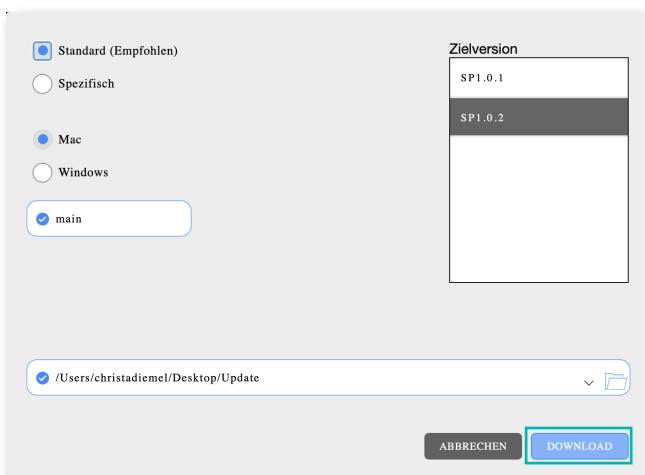 Standard (Empfohlen)
Spezifisch
Mac
Windows
main
Zielversion
SP1.0.1
SP1.0.2
/Users/christadiemel/Desktop/Update
ABBRECHEN
DOWNLOAD